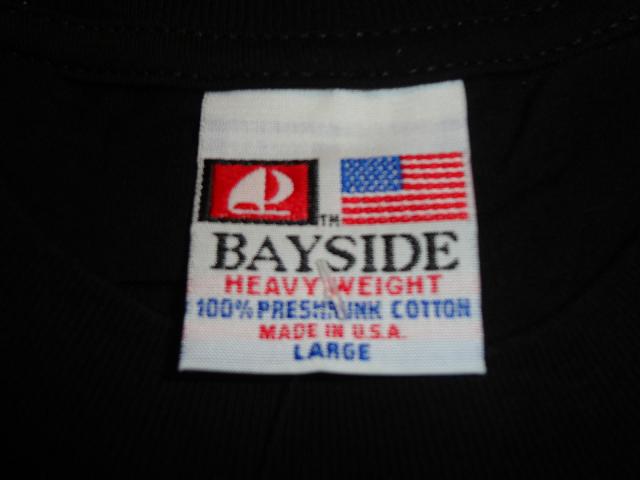 TM
BAYSIDE
HEAVY WEIGHT
100% PRESHRUNK COTTON
MADE IN U.S.A.
LARGE